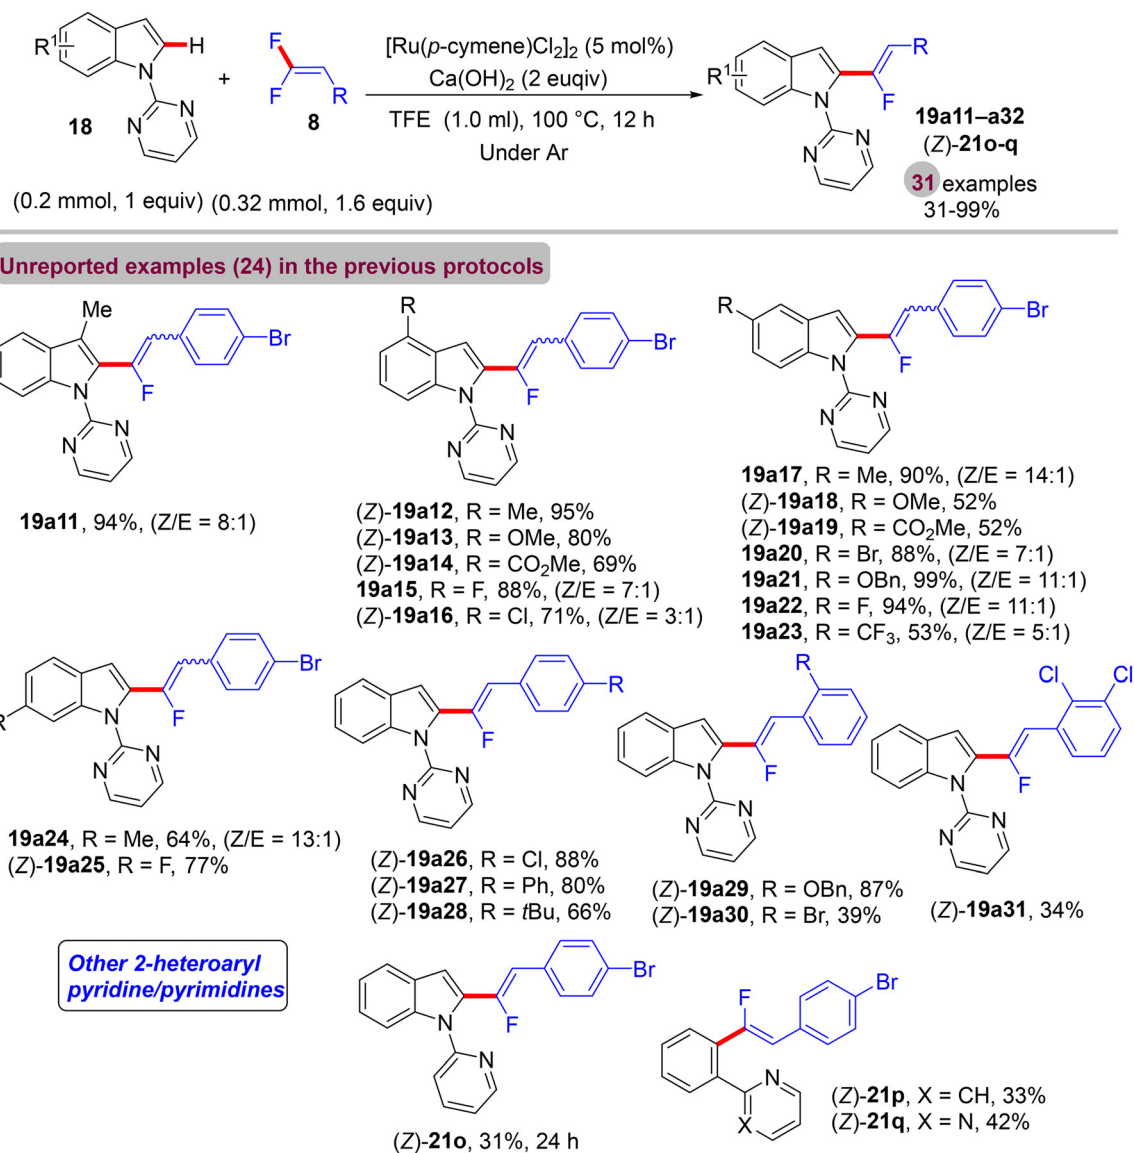 R1
H
N
N
N
18
+
F
F
R
8
[Ru(p-cymene)Cl2]2 (5 mol%)
Ca(OH)2 (2 euqiv)
TFE (1.0 ml), 100 °C, 12 h
Under Ar
R1
R
F
N
N
N
19a11–a32
(Z)-21o-q
31 examples
31-99%
(0.2 mmol, 1 equiv) (0.32 mmol, 1.6 equiv)
Unreported examples (24) in the previous protocols
Me
Br
F
N
N
N
19a11, 94%, (Z/E = 8:1)
R
Br
F
N
N
N
(Z)-19a12, R = Me, 95%
(Z)-19a13, R = OMe, 80%
(Z)-19a14, R = CO2Me, 69%
19a15, R = F, 88%, (Z/E = 7:1)
(Z)-19a16, R = Cl, 71%, (Z/E = 3:1)
R
Br
F
N
N
N
19a17, R = Me, 90%, (Z/E = 14:1)
(Z)-19a18, R = OMe, 52%
(Z)-19a19, R = CO2Me, 52%
19a20, R = Br, 88%, (Z/E = 7:1)
19a21, R = OBn, 99%, (Z/E = 11:1)
19a22, R = F, 94%, (Z/E = 11:1)
19a23, R = CF3, 53%, (Z/E = 5:1)
Br
R
F
N
N
N
19a24, R = Me, 64%, (Z/E = 13:1)
(Z)-19a25, R = F, 77%
R
F
N
N
N
(Z)-19a26, R = Cl, 88%
(Z)-19a27, R = Ph, 80%
(Z)-19a28, R = tBu, 66%
R
F
N
N
N
(Z)-19a29, R = OBn, 87%
(Z)-19a30, R = Br, 39%
Cl
Cl
F
N
N
N
(Z)-19a31, 34%
Other 2-heteroaryl
pyridine/pyrimidines
Br
F
N
N
(Z)-21o, 31%, 24 h
F
Br
N
X
(Z)-21p, X = CH, 33%
(Z)-21q, X = N, 42%